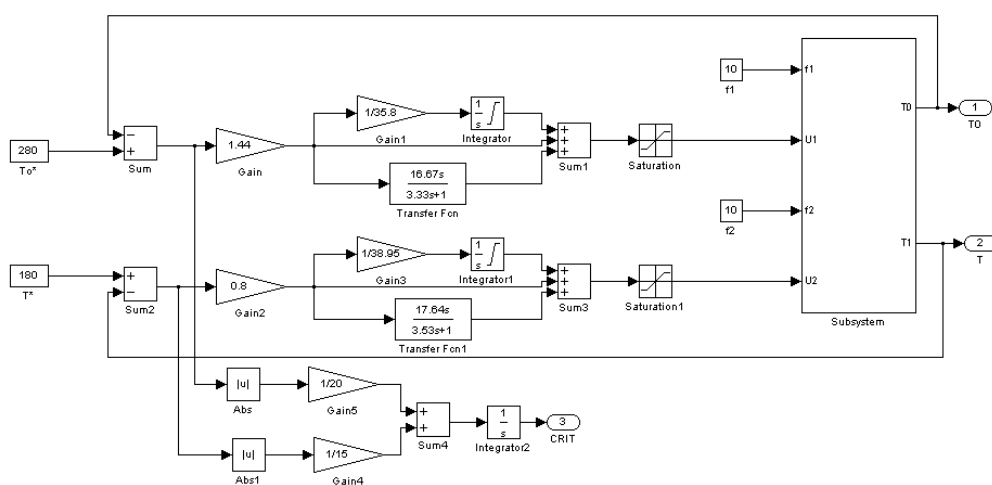 10
f1
f1
T0
1
T0
280
To*
−
+
Sum
1.44
Gain
1/35.8
Gain1
1
s
Integrator
16.67s
3.33s+1
Transfer Fcn
+
+
+
Sum1
Saturation
U1
10
f2
f2
T1
2
T
180
T*
+
−
Sum2
0.8
Gain2
1/38.95
Gain3
1
s
Integrator1
17.64s
3.53s+1
Transfer Fcn1
+
+
+
Sum3
Saturation1
U2
Subsystem
|u|
Abs
1/20
Gain5
|u|
Abs1
1/15
Gain4
+
+
Sum4
1
s
Integrator2
3
CRIT